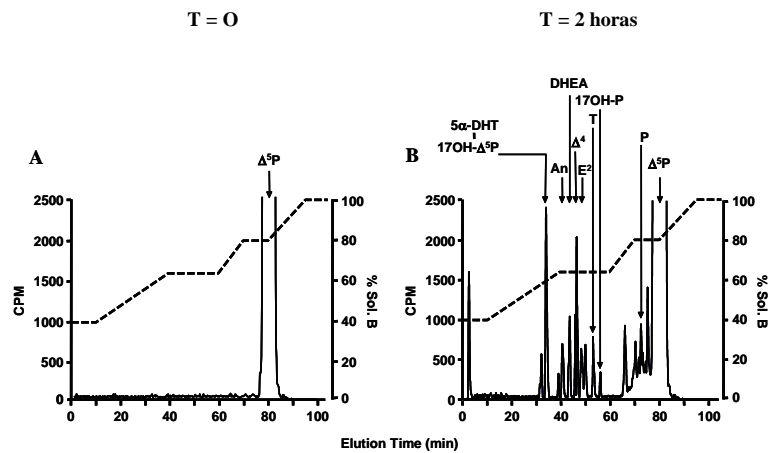 T = O
T = 2 horas
A
Δ⁵P
CPM
2500
2000
1500
1000
500
0
0 20 40 60 80 100
100
80
60
40
20
0
% Sol. B
B
5α-DHT
17OH-Δ⁵P
An
DHEA
Δ⁴
E²
T
17OH-P
P
Δ⁵P
CPM
2500
2000
1500
1000
500
0
0 20 40 60 80 100
100
80
60
40
20
0
% Sol. B
Elution Time (min)